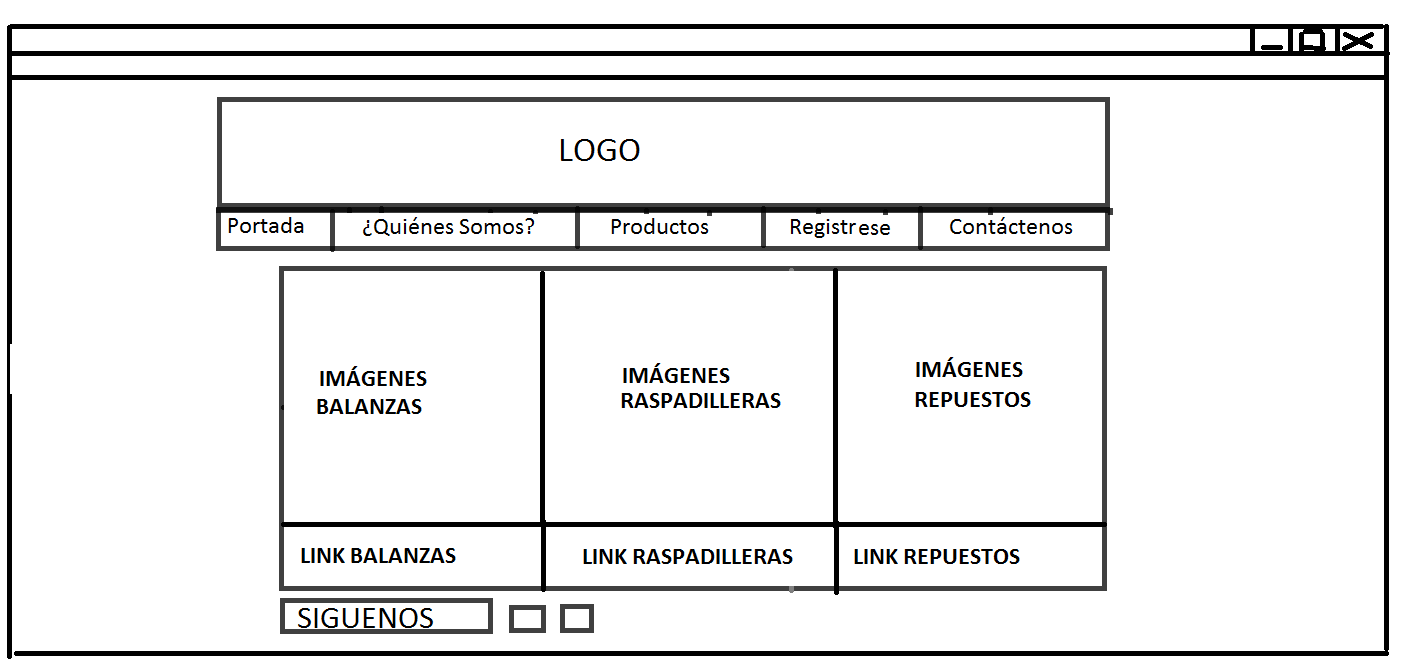 LOGO
Portada ¿Quiénes Somos? Productos Registrese Contáctenos
IMÁGENES
BALANZAS
IMÁGENES
RASPADILLERAS
IMÁGENES
REPUESTOS
LINK BALANZAS LINK RASPADILLERAS LINK REPUESTOS
SIGUENOS